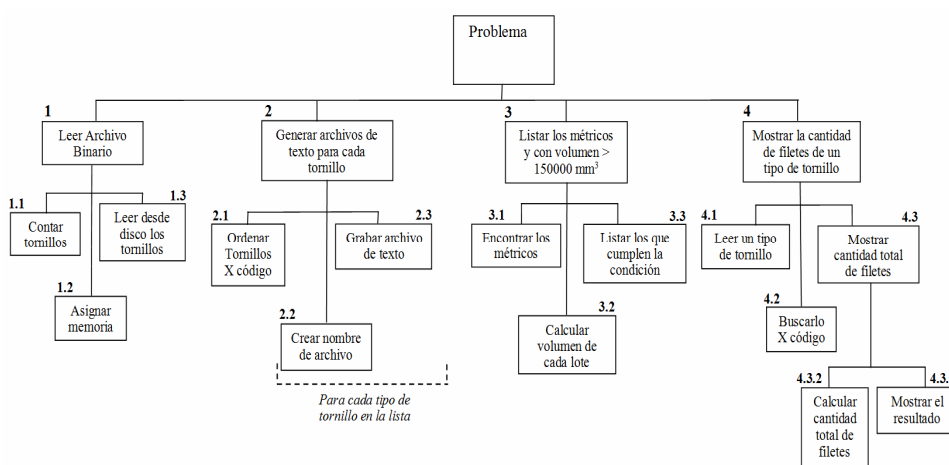 Problema
1
Leer Archivo
Binario
2
Generar archivos de
texto para cada
tornillo
3
Listar los métricos
y con volumen >
150000 mm³
4
Mostrar la cantidad
de filetes de un
tipo de tornillo
1.1
Contar
tornillos
1.3
Leer desde
disco los
tornillos
1.2
Asignar
memoria
2.1
Ordenar
Tornillos
X código
2.3
Grabar archivo
de texto
2.2
Crear nombre
de archivo
Para cada tipo de
tornillo en la lista
3.1
Encontrar los
métricos
3.3
Listar los que
cumplen la
condición
3.2
Calcular
volumen de
cada lote
4.1
Leer un tipo
de tornillo
4.3
Mostrar
cantidad total
de filetes
4.2
Buscarlo
X código
4.3.2
Calcular
cantidad
total de
filetes
4.3.
Mostrar el
resultado